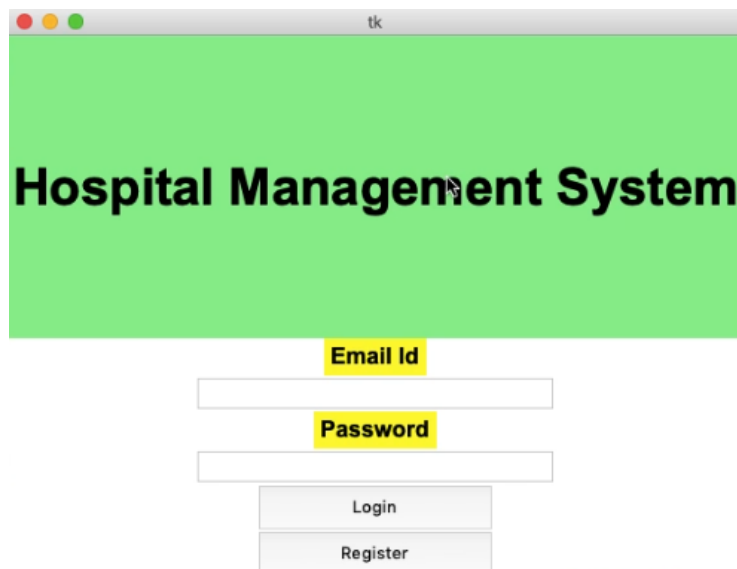 tk
Hospital Management System
Email Id
Password
Login
Register